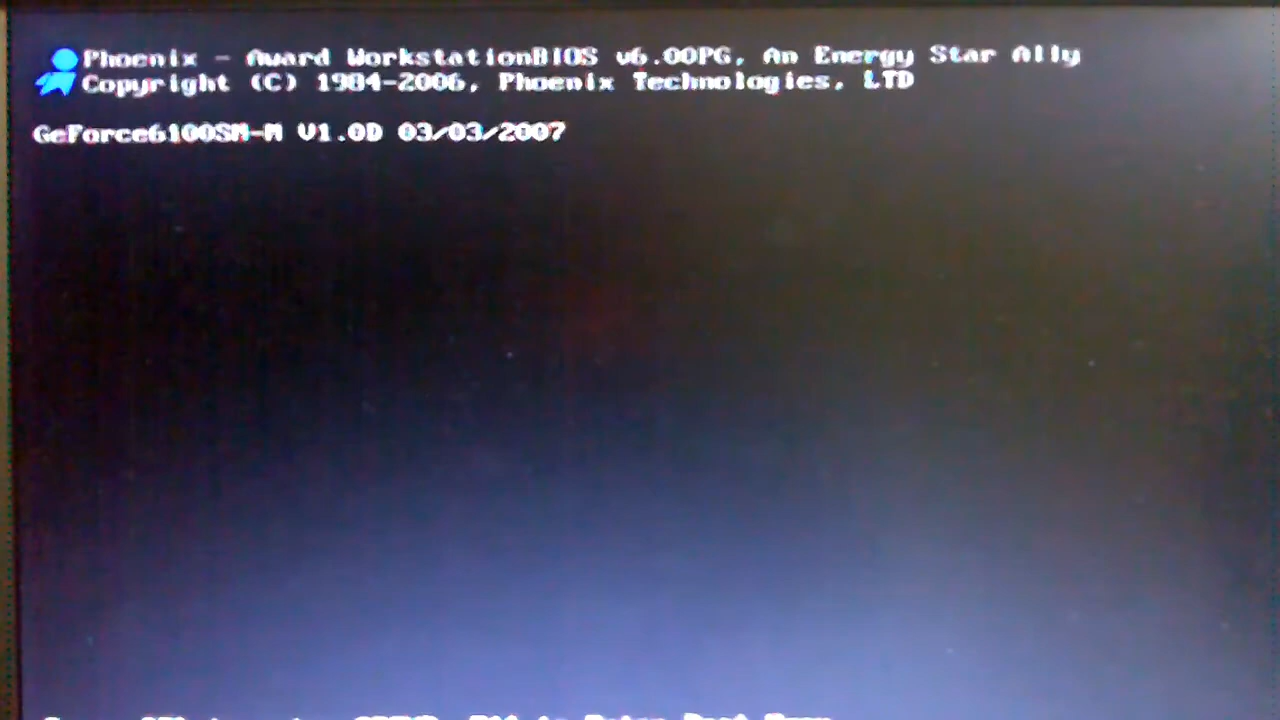 Phoenix - Award WorkstationBIOS v6.00PG, An Energy Star Ally
Copyright (C) 1984-2006, Phoenix Technologies, LTD
GeForce6100SM-M V1.0D 03/03/2007